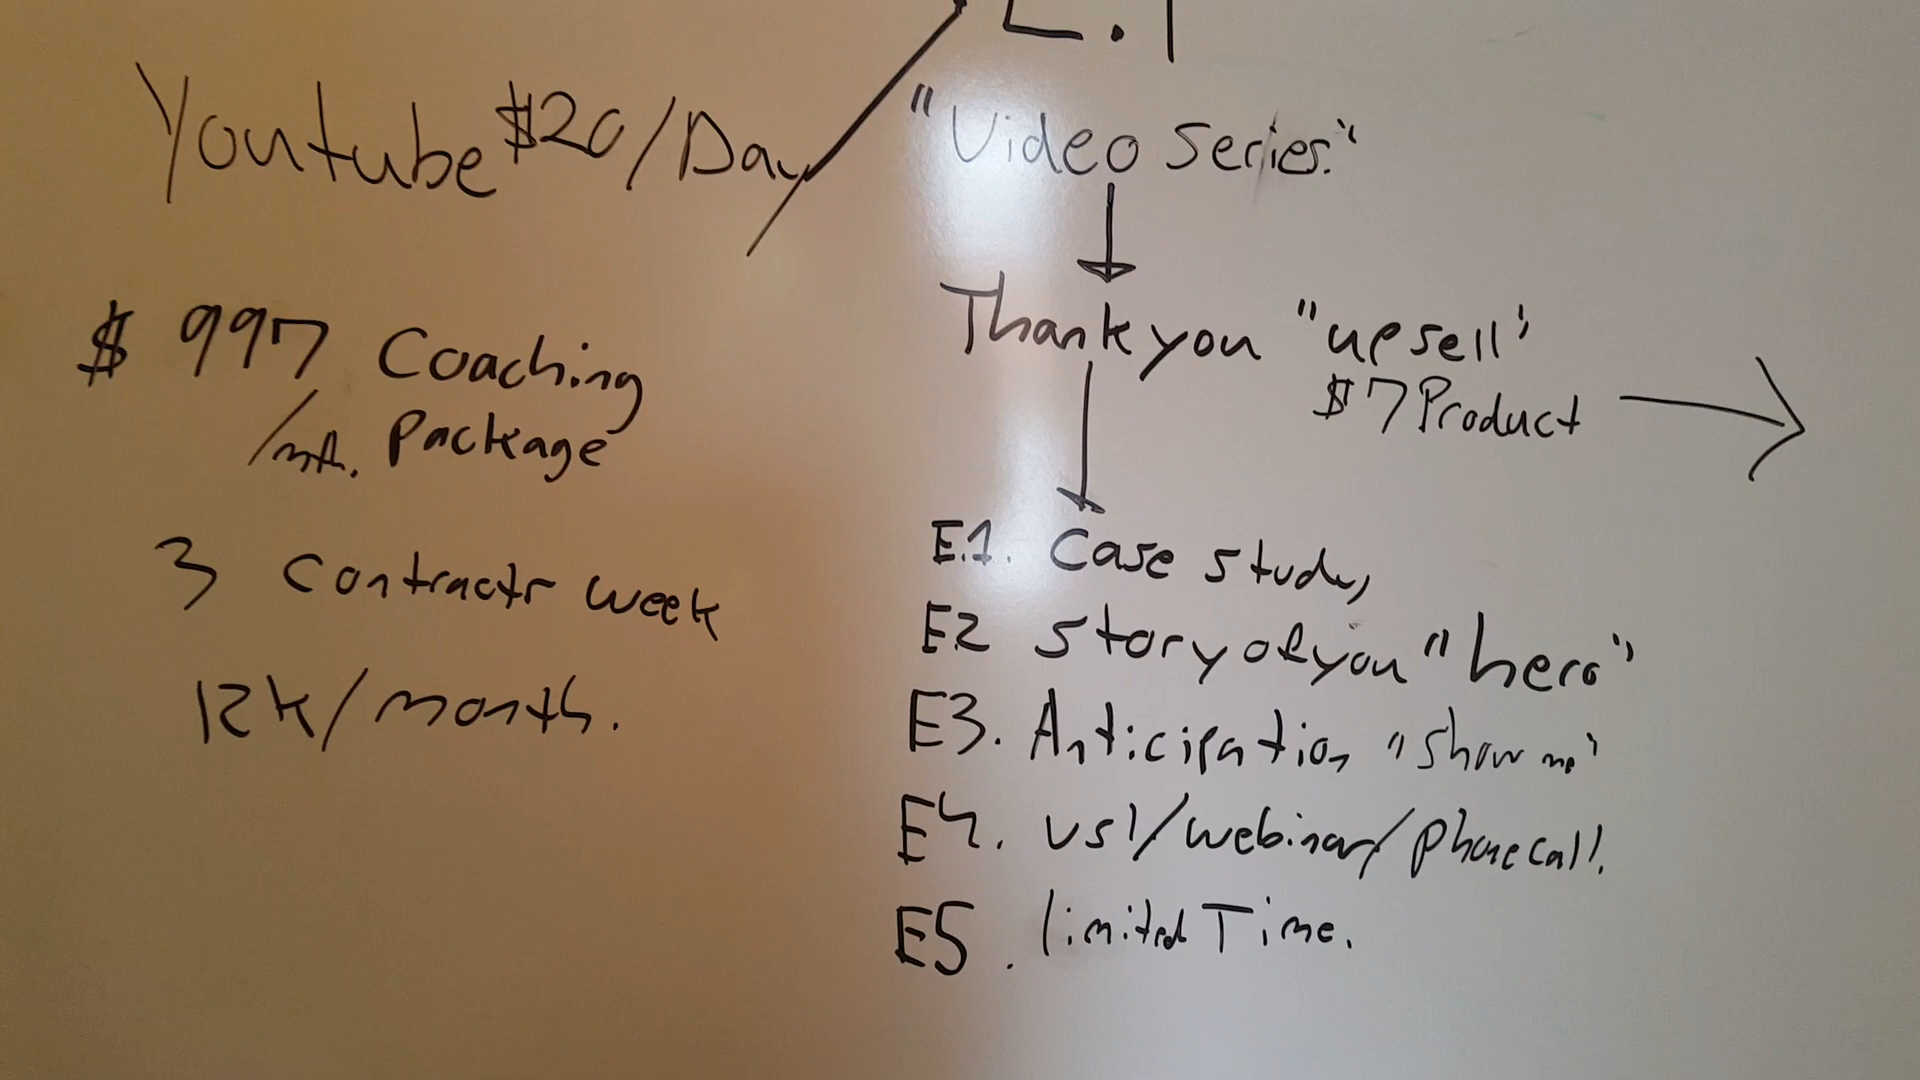 Youtube $20/Day
$997 Coaching
/mth. Package
3 Contracts week
12k/month.
"Video Series."
Thank you "upsell"
$7 Product
E.1. Case study
E2 Story of you "hero"
E3. Anticipation "show me"
E4. vsl/webinar/phone call.
E5. limited Time.